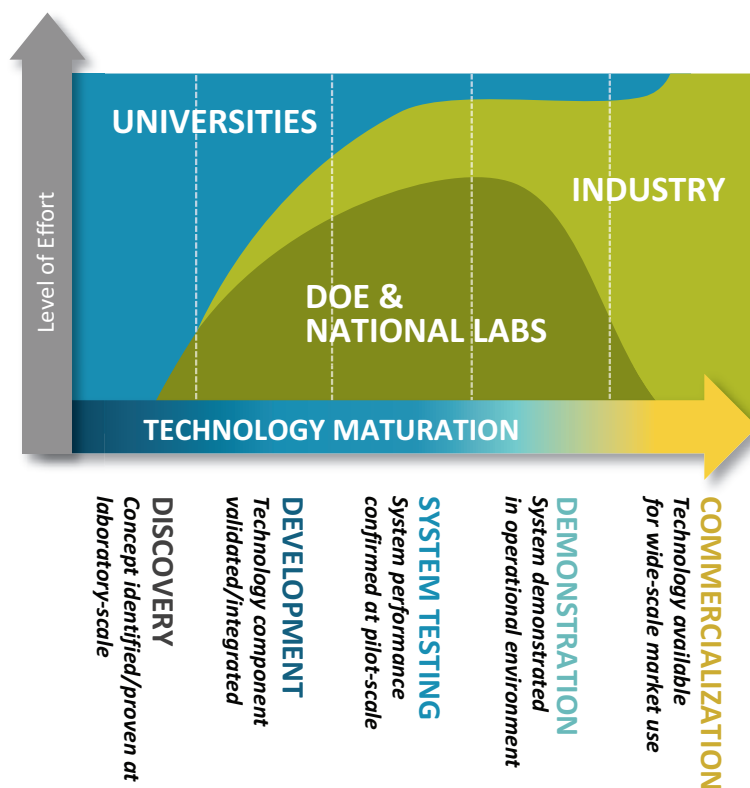 UNIVERSITIES
INDUSTRY
DOE &
NATIONAL LABS
Level of Effort
TECHNOLOGY MATURATION
DISCOVERY
Concept identified/proven at
laboratory-scale
DEVELOPMENT
Technology component
validated/integrated
SYSTEM TESTING
System performance
confirmed at pilot-scale
DEMONSTRATION
System demonstrated
in operational environment
COMMERCIALIZATION
Technology available
for wide-scale market use